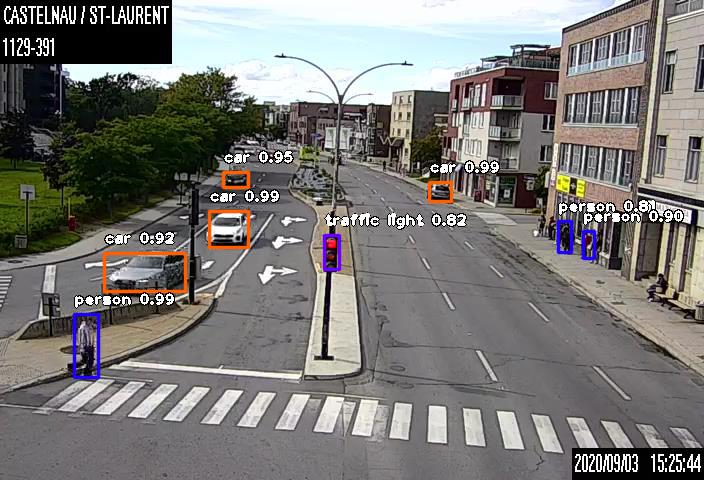 CASTELNAU / ST-LAURENT
1129-391
car 0.95
car 0.99
car 0.99
person 0.81
person 0.90
traffic light 0.82
car 0.92
person 0.99
2020/09/03 15:25:44